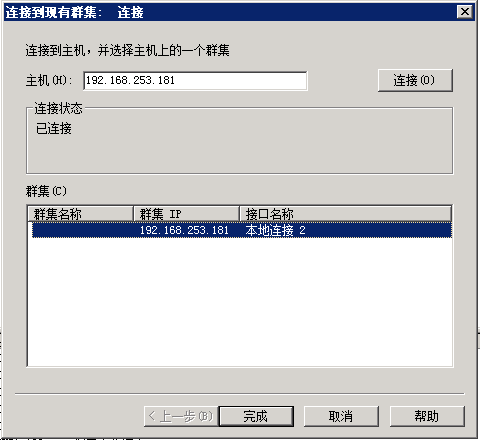 连接到现有群集： 连接
连接到主机，并选择主机上的一个群集
主机(H): 192.168.253.181 连接(O)
连接状态
已连接
群集(C)
群集名称 群集 IP 接口名称
192.168.253.181 本地连接 2
< 上一步(B) 完成 取消 帮助